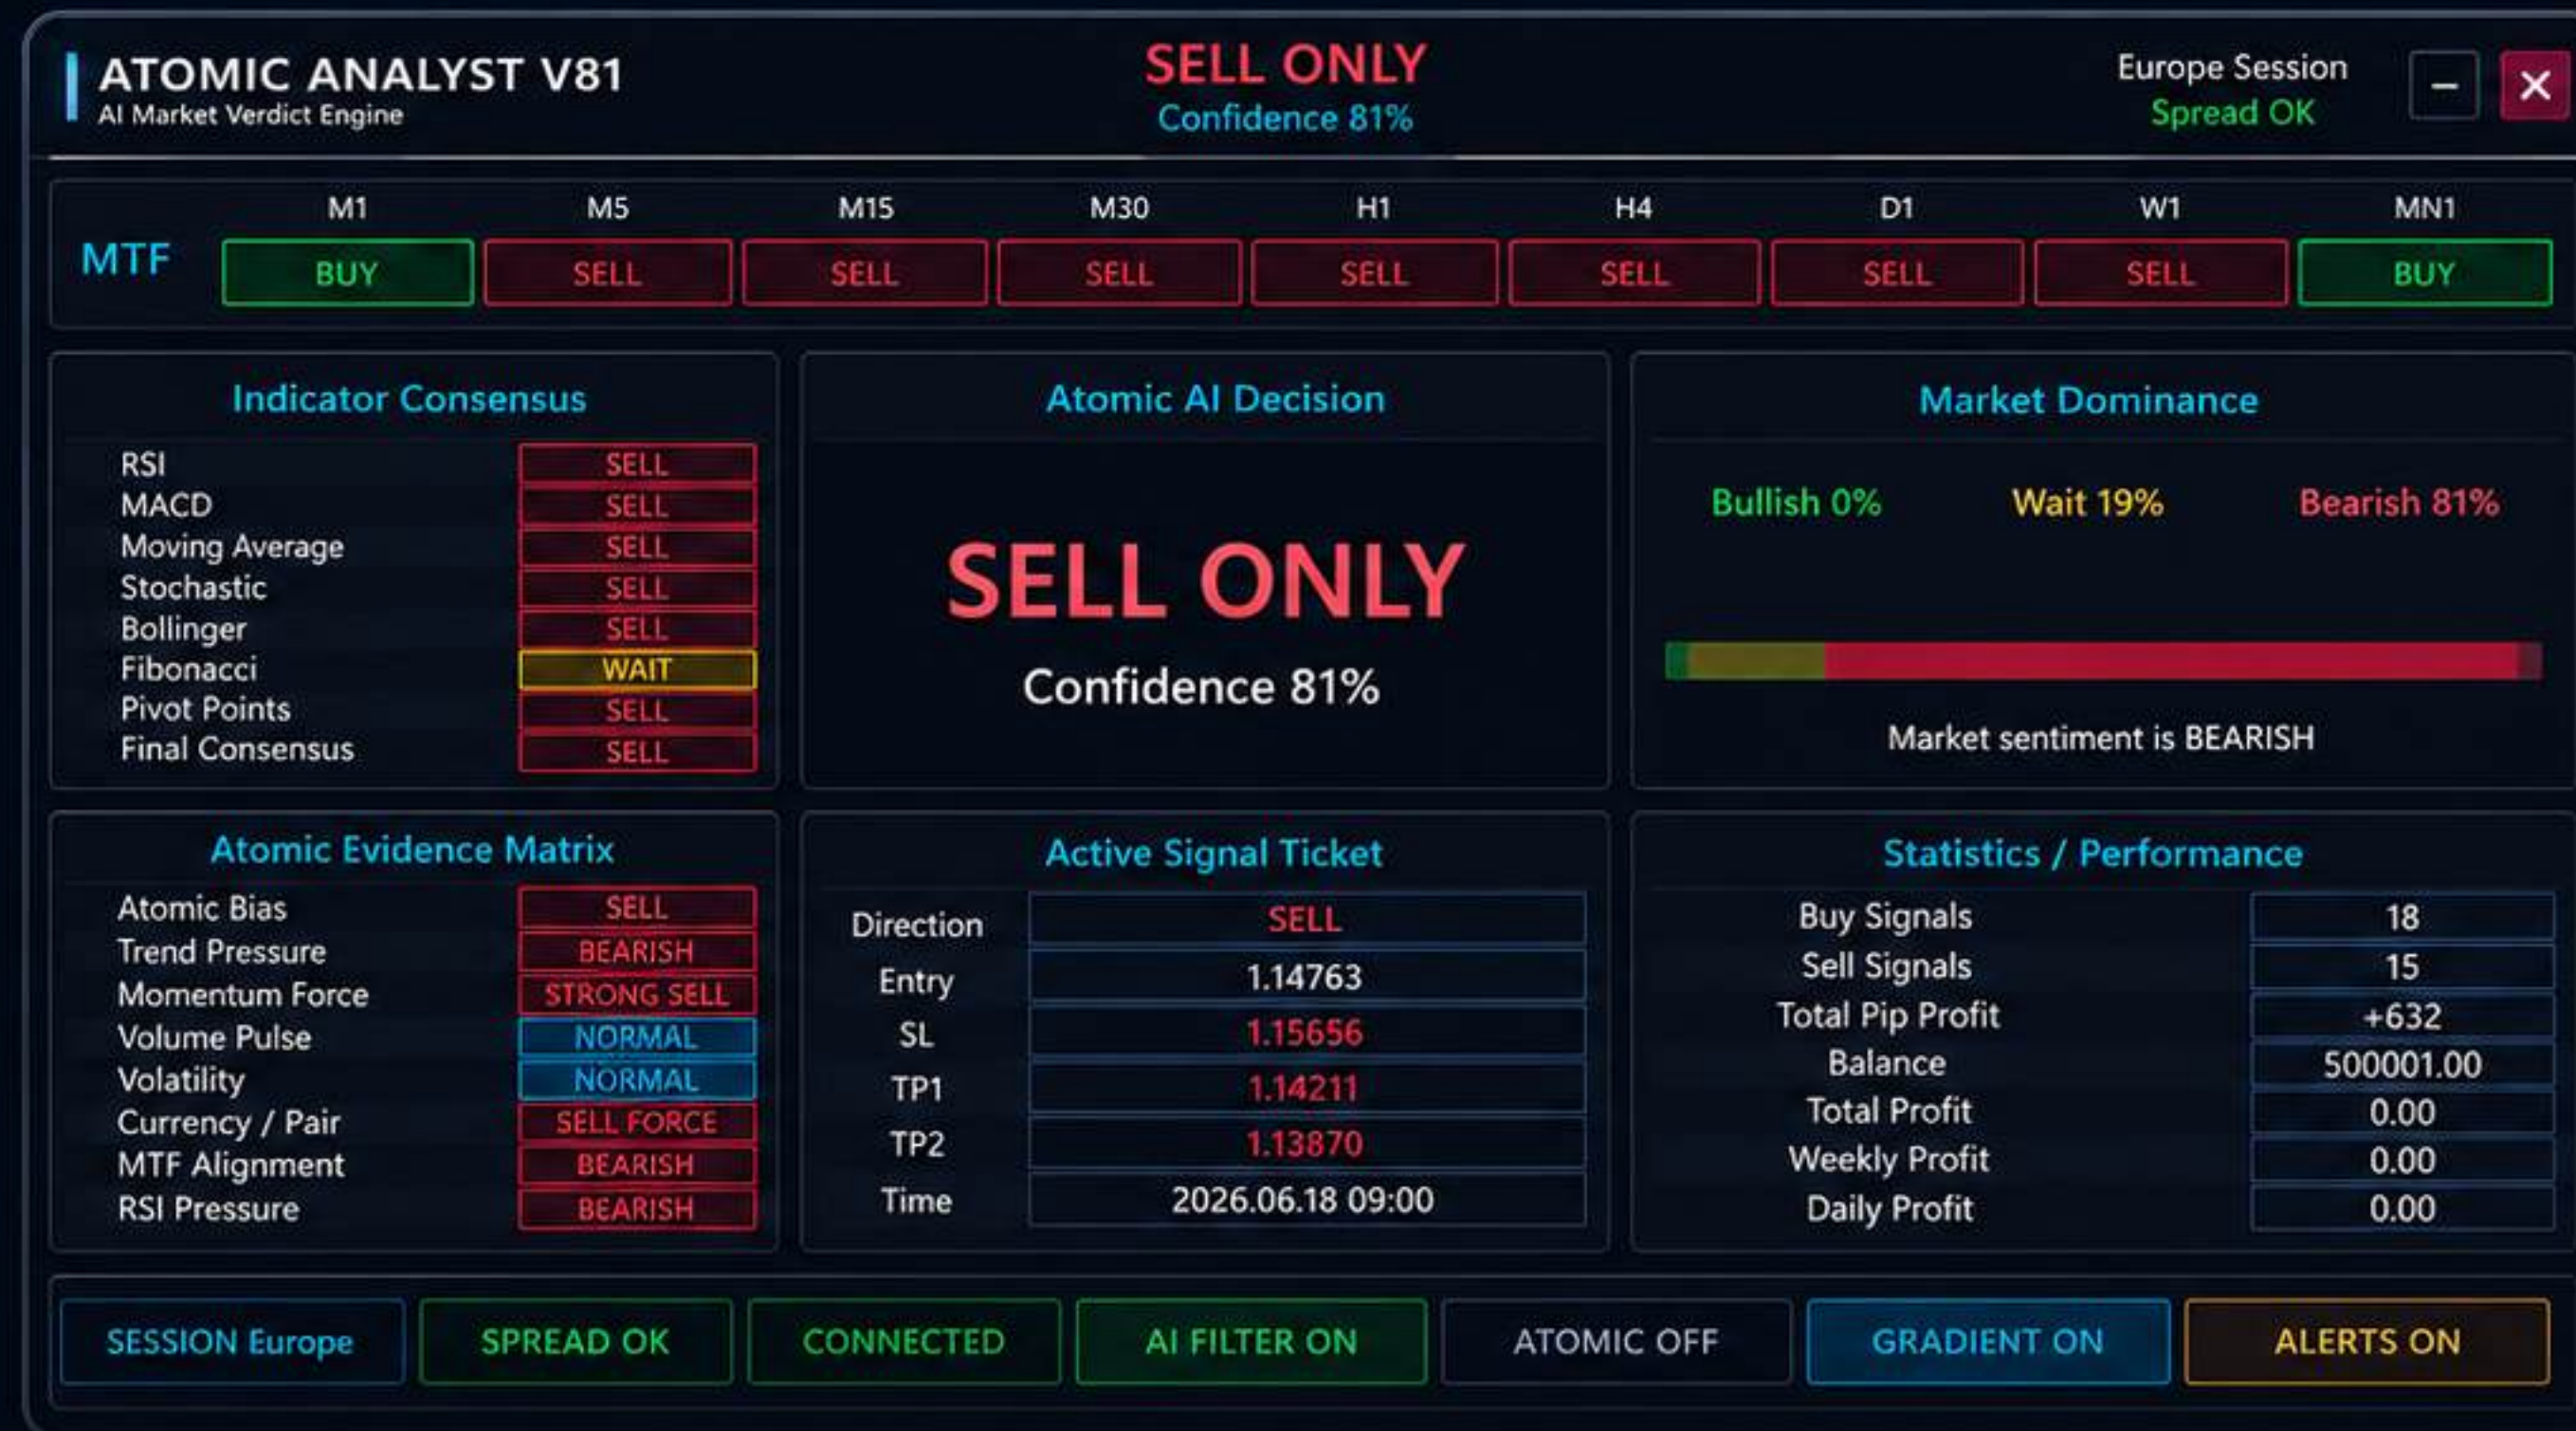 ATOMIC ANALYST V81
AI Market Verdict Engine
SELL ONLY
Confidence 81%
Europe Session
Spread OK
MTF
M1 M5 M15 M30 H1 H4 D1 W1 MN1
BUY SELL SELL SELL SELL SELL SELL SELL BUY
Indicator Consensus
RSI SELL
MACD SELL
Moving Average SELL
Stochastic SELL
Bollinger SELL
Fibonacci WAIT
Pivot Points SELL
Final Consensus SELL
Atomic AI Decision
SELL ONLY
Confidence 81%
Market Dominance
Bullish 0% Wait 19% Bearish 81%
Market sentiment is BEARISH
Atomic Evidence Matrix
Atomic Bias SELL
Trend Pressure BEARISH
Momentum Force STRONG SELL
Volume Pulse NORMAL
Volatility NORMAL
Currency / Pair SELL FORCE
MTF Alignment BEARISH
RSI Pressure BEARISH
Active Signal Ticket
Direction SELL
Entry 1.14763
SL 1.15656
TP1 1.14211
TP2 1.13870
Time 2026.06.18 09:00
Statistics / Performance
Buy Signals 18
Sell Signals 15
Total Pip Profit +632
Balance 500001.00
Total Profit 0.00
Weekly Profit 0.00
Daily Profit 0.00
SESSION Europe SPREAD OK CONNECTED AI FILTER ON ATOMIC OFF GRADIENT ON ALERTS ON